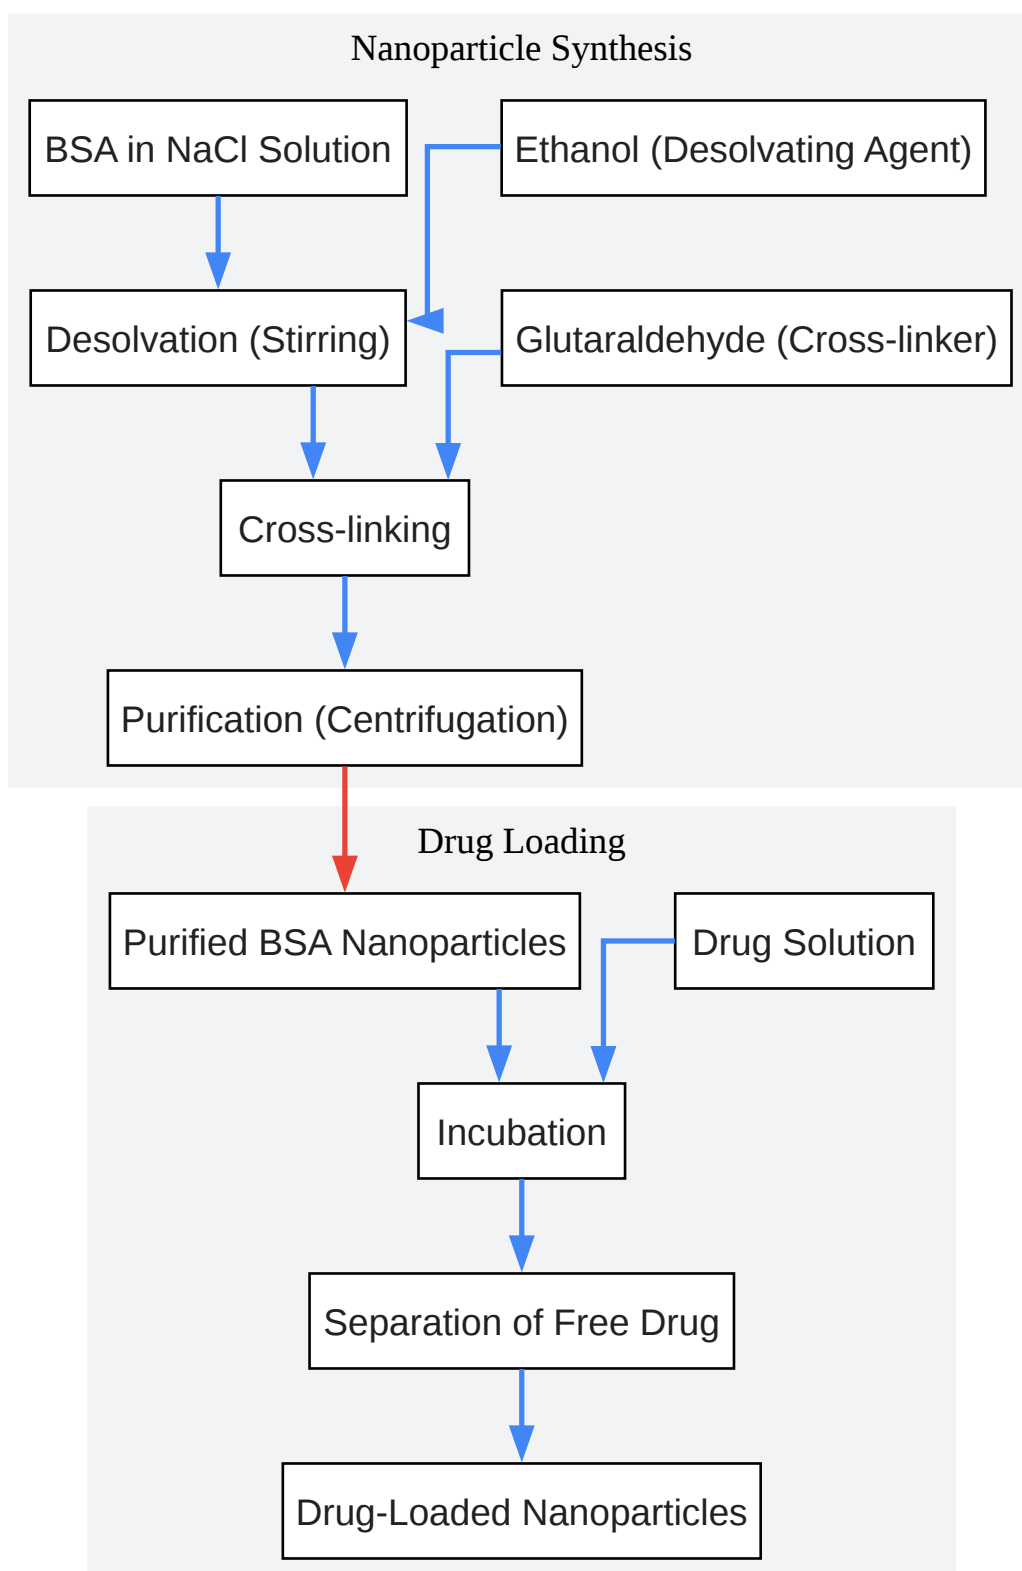 Nanoparticle Synthesis
BSA in NaCl Solution
Ethanol (Desolvating Agent)
Desolvation (Stirring)
Glutaraldehyde (Cross-linker)
Cross-linking
Purification (Centrifugation)
Drug Loading
Purified BSA Nanoparticles
Drug Solution
Incubation
Separation of Free Drug
Drug-Loaded Nanoparticles